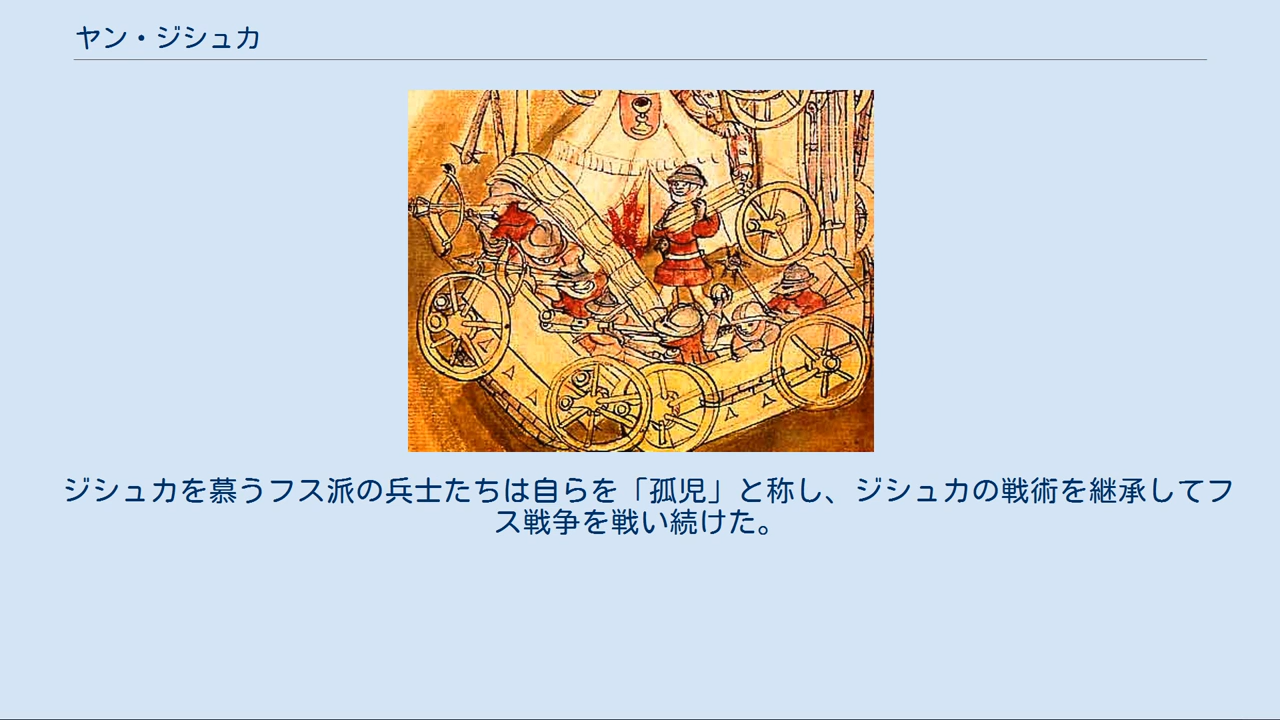 ヤン・ジシュカ
ジシュカを慕うフス派の兵士たちは自らを「孤児」と称し、ジシュカの戦術を継承してフ
ス戦争を戦い続けた。